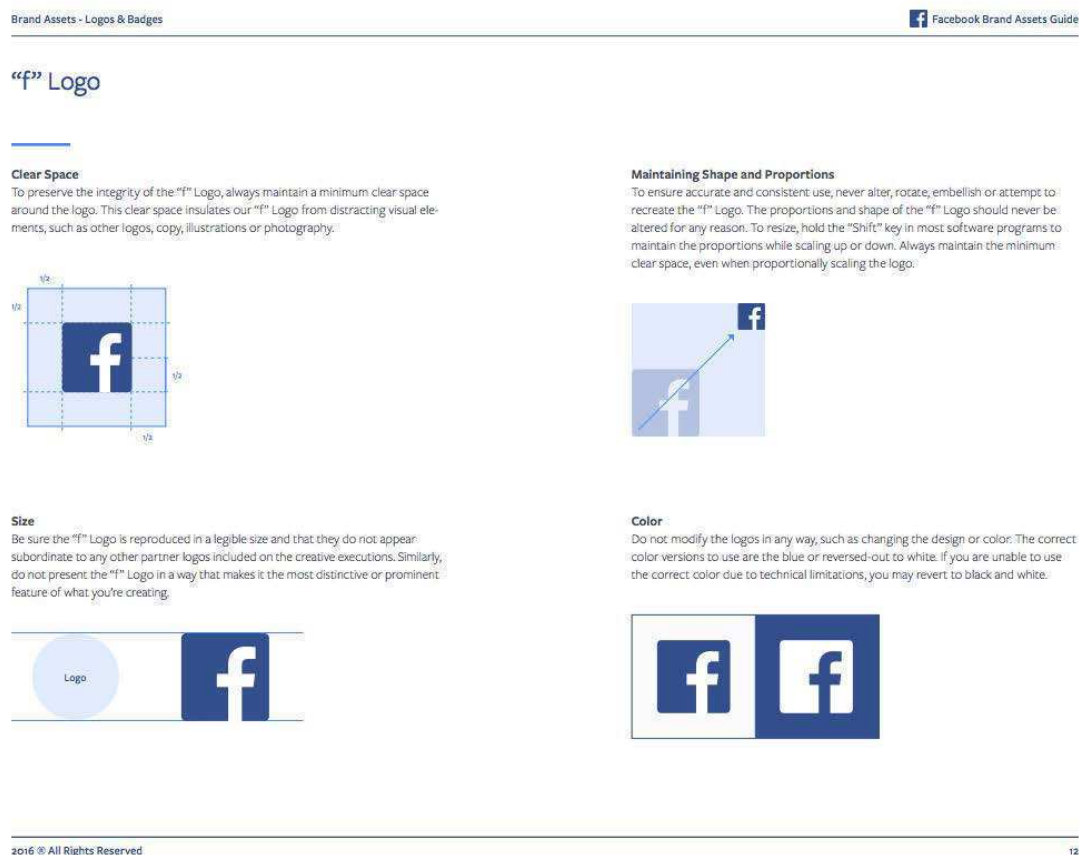 Brand Assets - Logos & Badges
Facebook Brand Assets Guide
“f” Logo
Clear Space
To preserve the integrity of the “f” Logo, always maintain a minimum clear space
around the logo. This clear space insulates our “f” Logo from distracting visual ele-
ments, such as other logos, copy, illustrations or photography.
1/2
1/2
1/2
1/2
Maintaining Shape and Proportions
To ensure accurate and consistent use, never alter, rotate, embellish or attempt to
recreate the “f” Logo. The proportions and shape of the “f” Logo should never be
altered for any reason. To resize, hold the “Shift” key in most software programs to
maintain the proportions while scaling up or down. Always maintain the minimum
clear space, even when proportionally scaling the logo.
Size
Be sure the “f” Logo is reproduced in a legible size and that they do not appear
subordinate to any other partner logos included on the creative executions. Similarly,
do not present the “f” Logo in a way that makes it the most distinctive or prominent
feature of what you're creating.
Logo
Color
Do not modify the logos in any way, such as changing the design or color. The correct
color versions to use are the blue or reversed-out to white. If you are unable to use
the correct color due to technical limitations, you may revert to black and white.
2016 ® All Rights Reserved
12